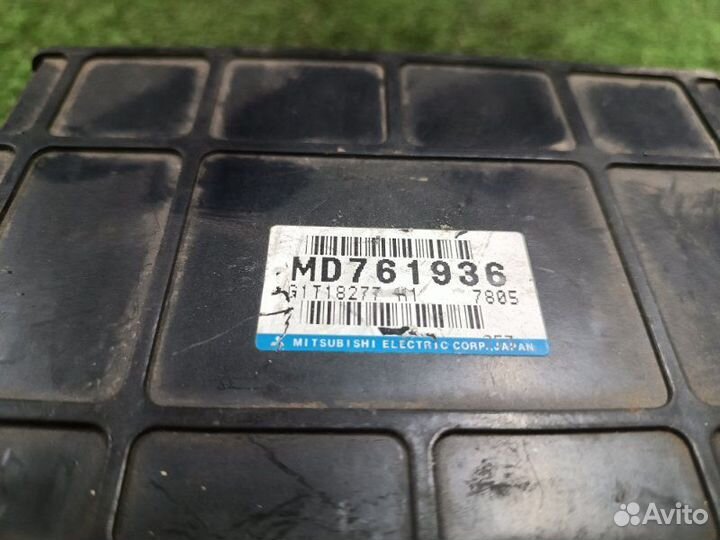 MD761936
G1T18277 H1 7805
MITSUBISHI ELECTRIC CORP., JAPAN
Avito